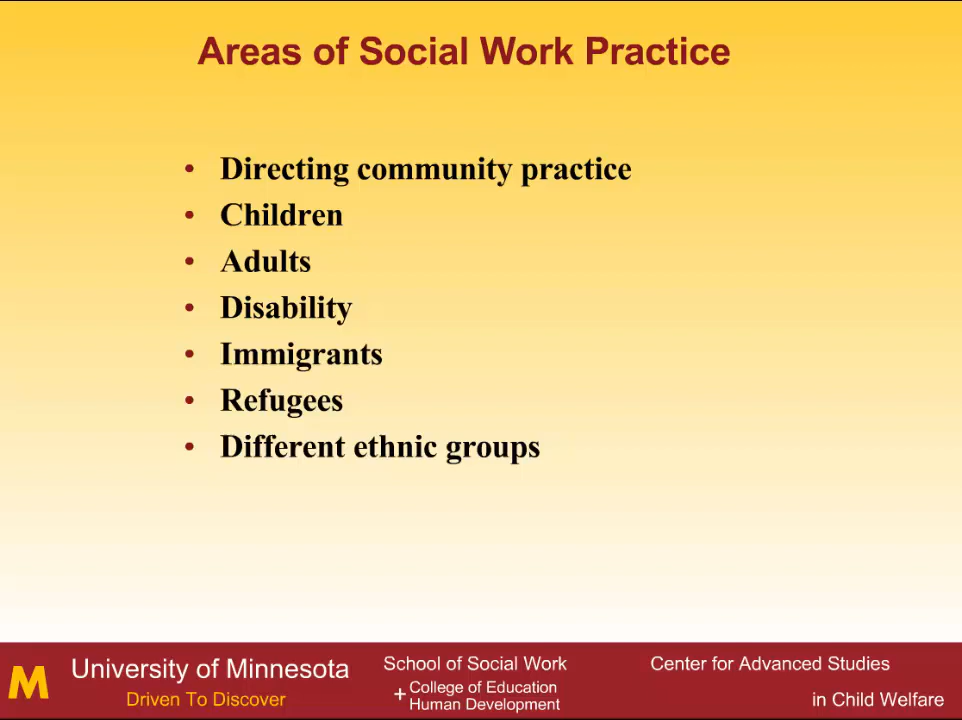 Areas of Social Work Practice
• Directing community practice
• Children
• Adults
• Disability
• Immigrants
• Refugees
• Different ethnic groups
M University of Minnesota
Driven To Discover
School of Social Work
+ College of Education
Human Development
Center for Advanced Studies
in Child Welfare